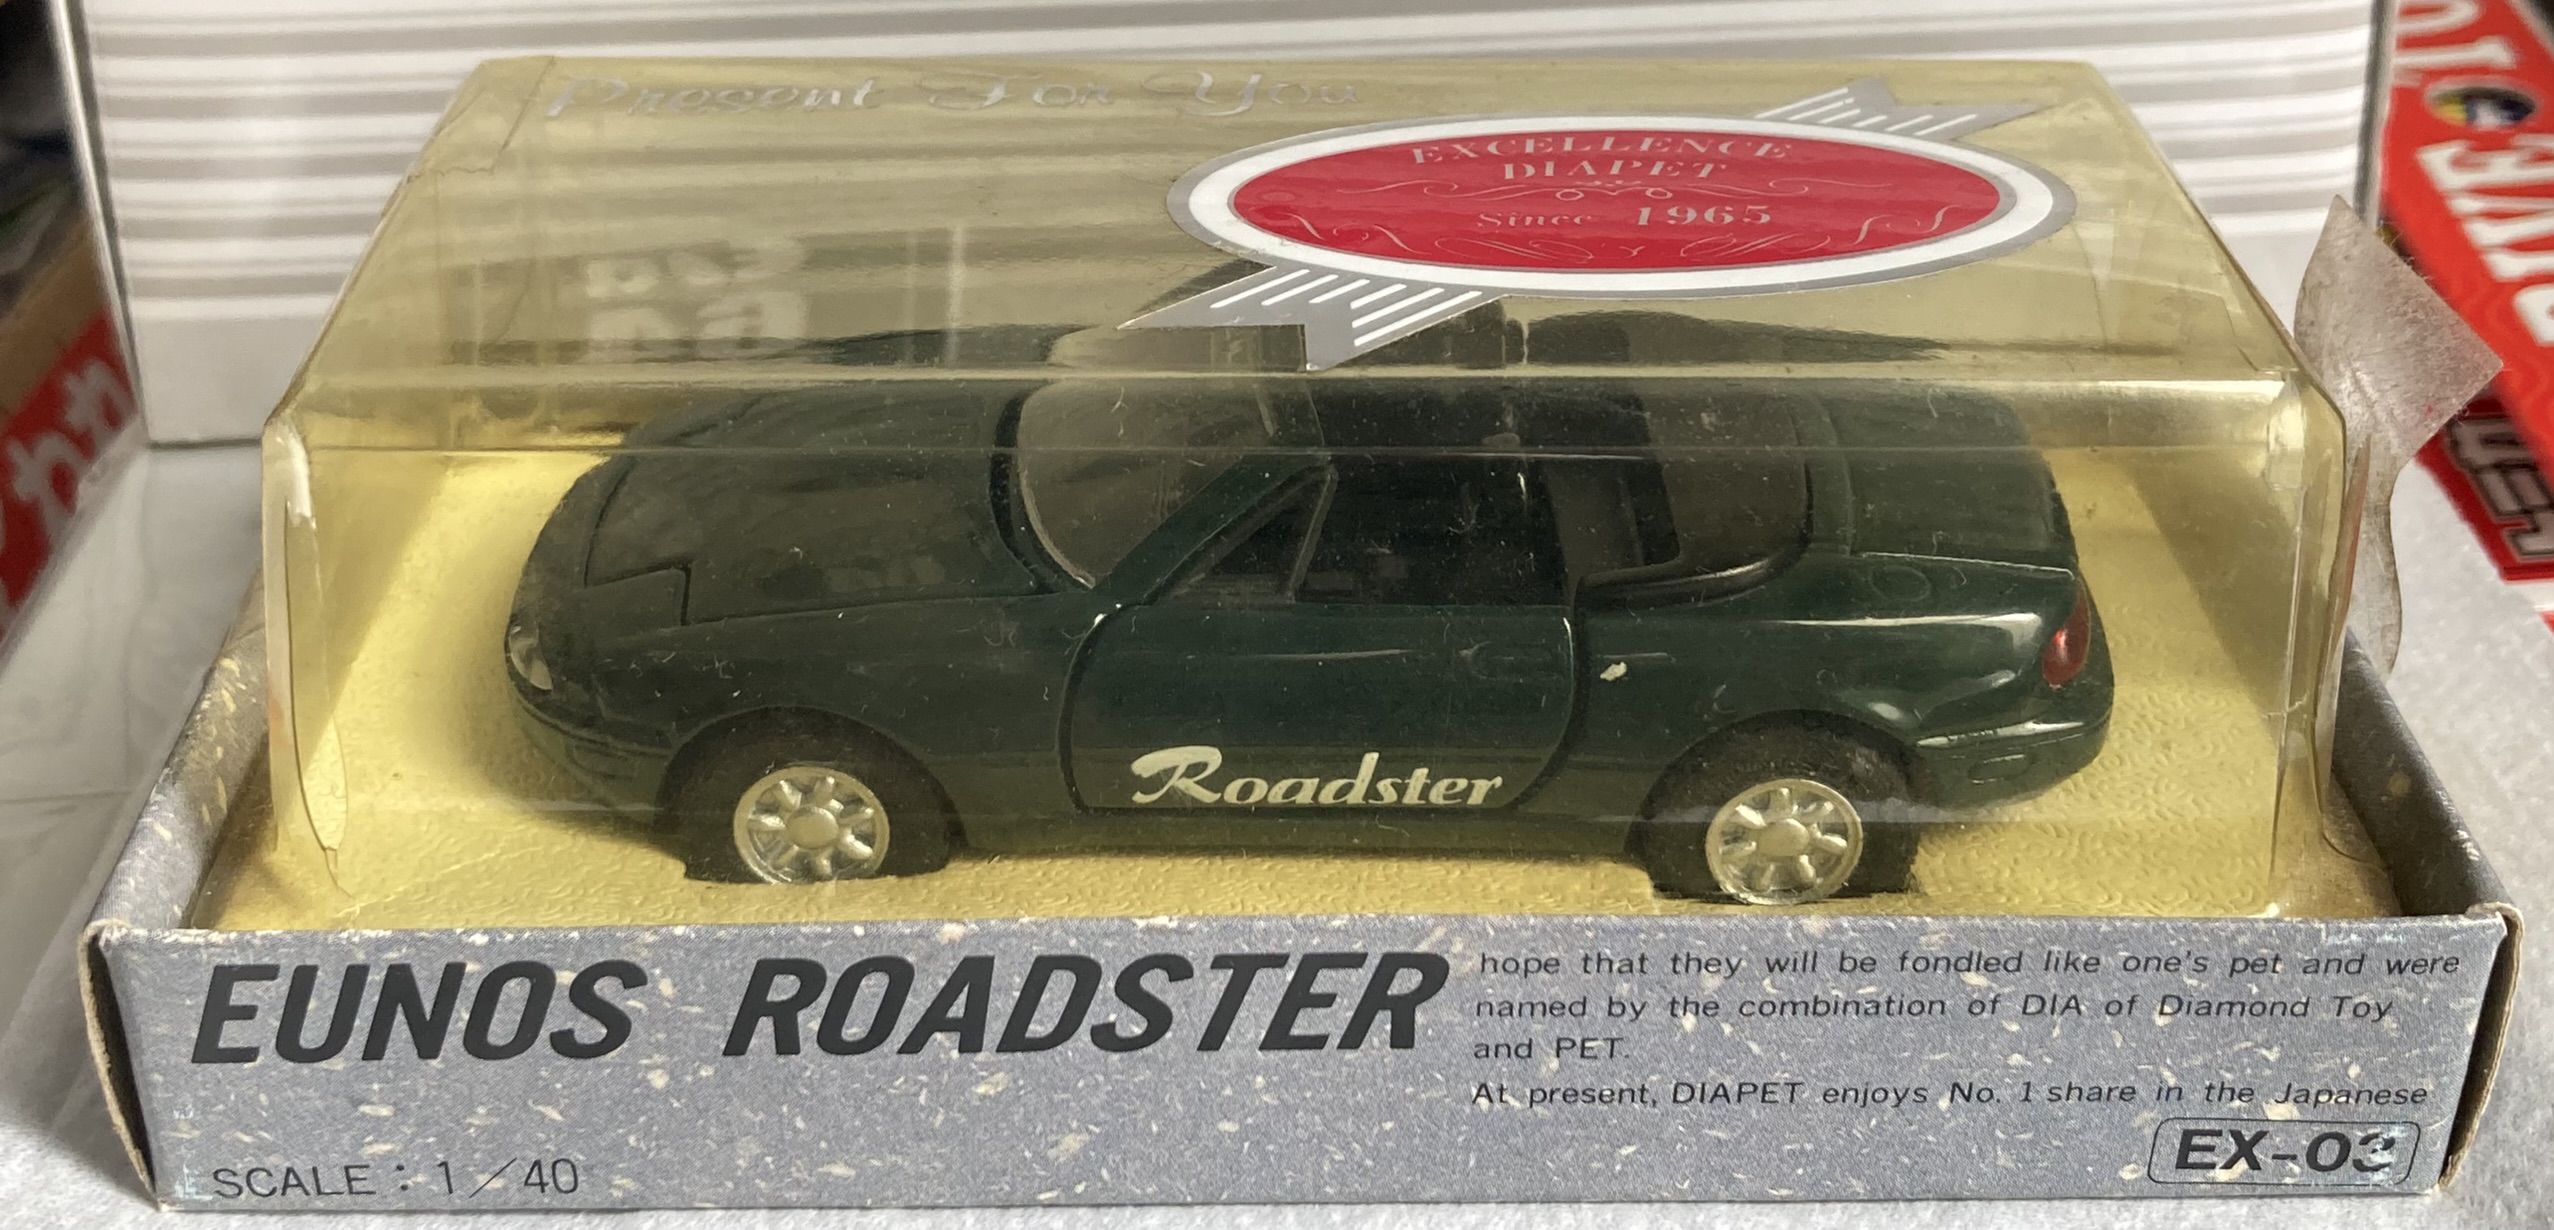 Present For You
EXCELLENCE
DIAPET
Since 1965
Roadster
EUNOS ROADSTER
hope that they will be fondled like one's pet and were
named by the combination of DIA of Diamond Toy
and PET.
At present, DIAPET enjoys No. 1 share in the Japanese
EX-03
SCALE : 1/40